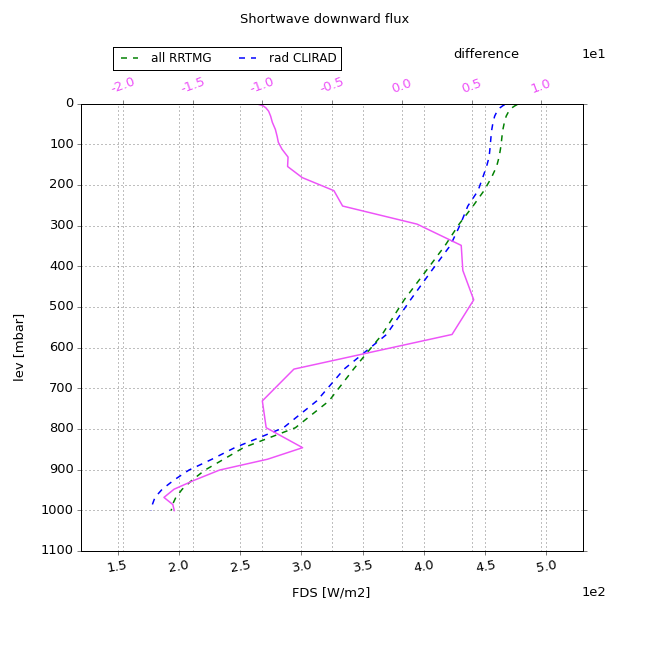 Shortwave downward flux
all RRTMG rad CLIRAD difference 1e1
-2.0 -1.5 -1.0 -0.5 0.0 0.5 1.0
0
100
200
300
400
500
600
700
800
900
1000
1100
lev [mbar]
1.5 2.0 2.5 3.0 3.5 4.0 4.5 5.0
FDS [W/m2] 1e2